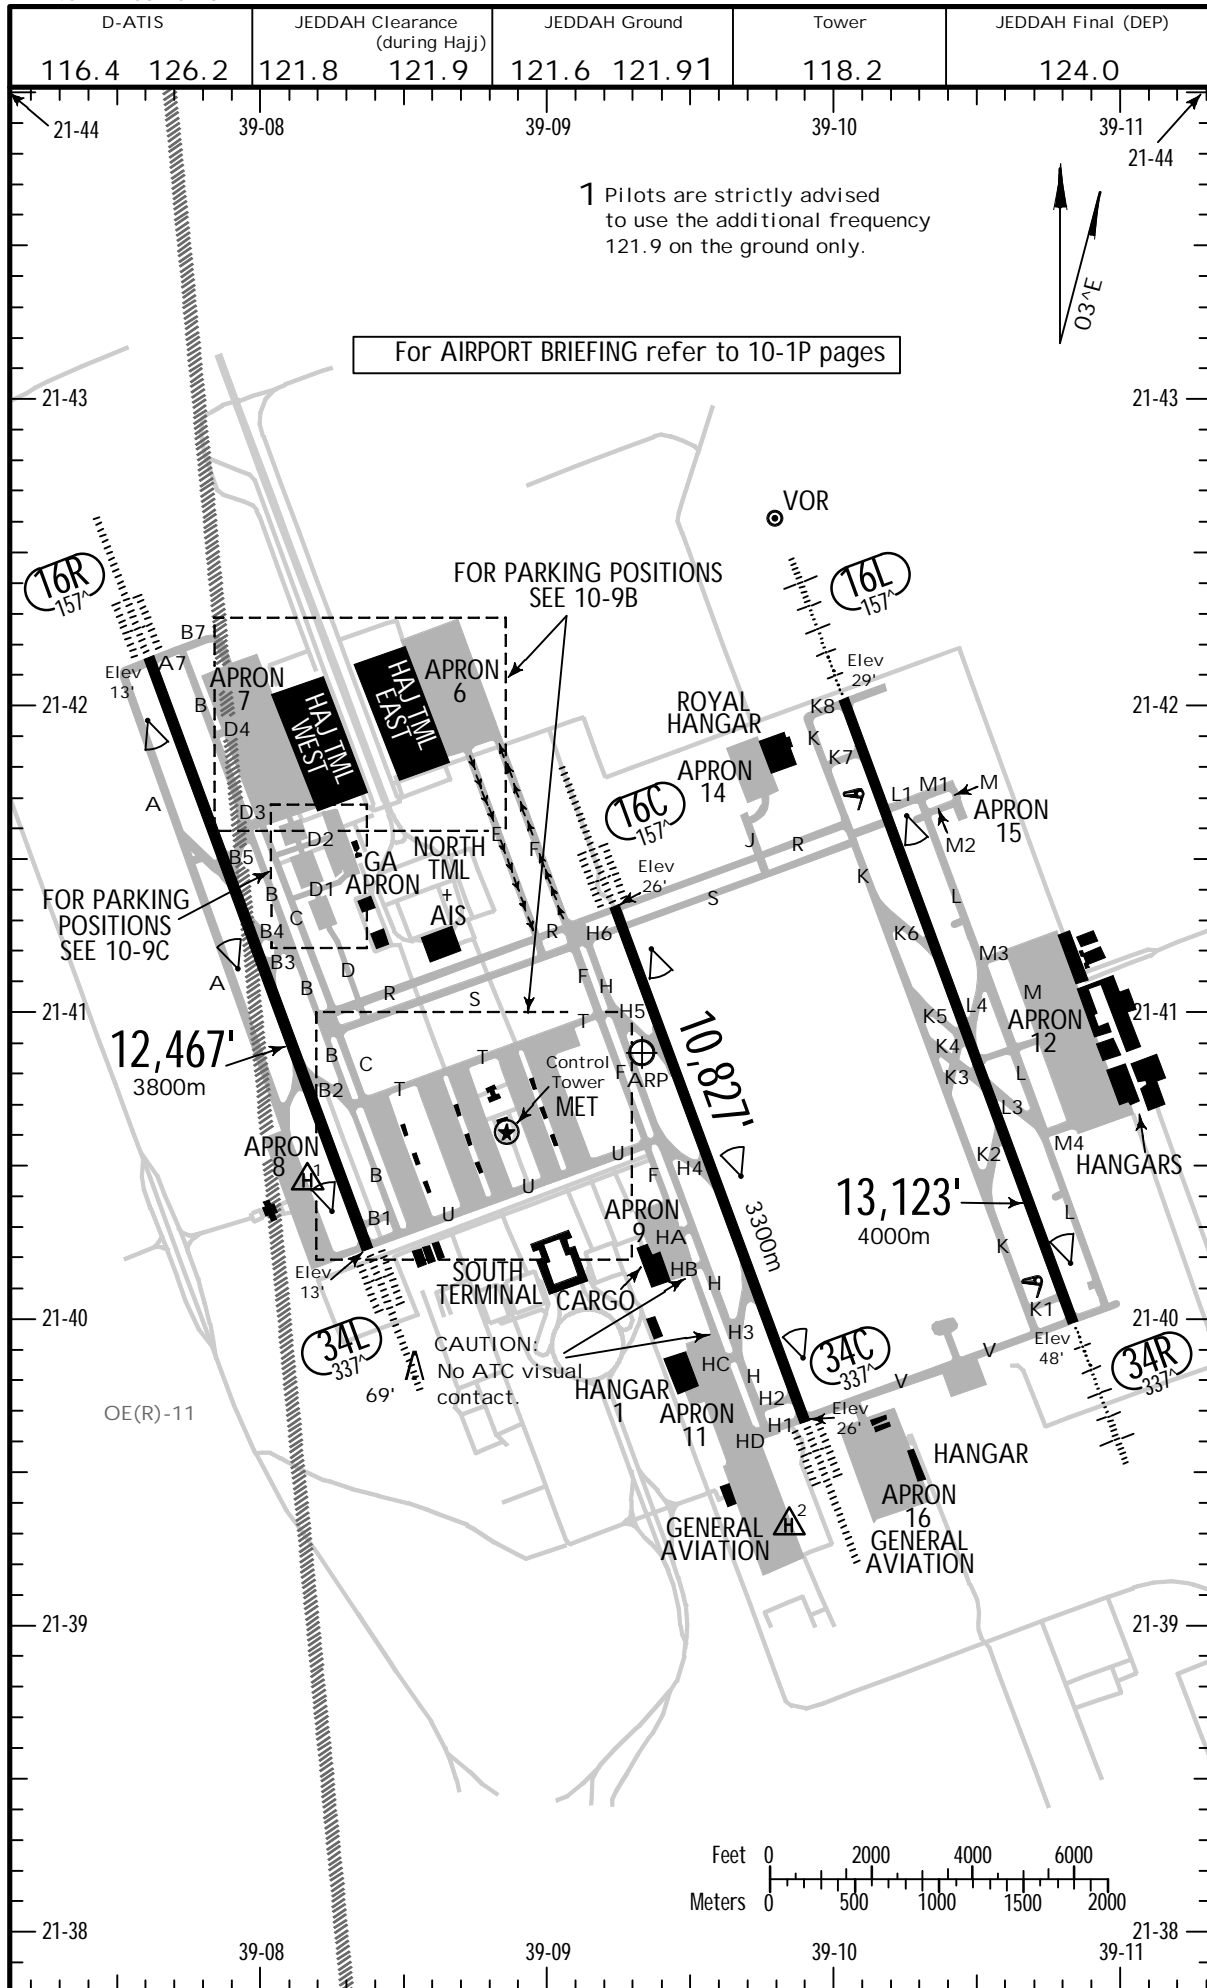 D-ATIS
JEDDAH Clearance
(during Hajj)
JEDDAH Ground
Tower
JEDDAH Final (DEP)
116.4 126.2
121.8 121.9
121.6 121.91
118.2
124.0
21-44
39-08
39-09
39-10
39-11
21-44
1 Pilots are strictly advised
to use the additional frequency
121.9 on the ground only.
03^E
For AIRPORT BRIEFING refer to 10-1P pages
21-43
21-43
VOR
16R
157^
16L
157^
FOR PARKING POSITIONS
SEE 10-9B
B7
A7
Elev
13'
APRON
7
HAJ TML
WEST
HAJ TML
EAST
APRON
6
Elev
29'
21-42
21-42
B
D4
ROYAL
HANGAR
K8
K
K7
APRON
14
A
D3
D2
E
F
16C
157^
L1
M1
M
M2
APRON
15
B5
GA
APRON
NORTH
TML
+
AIS
Elev
26'
J
R
S
K
L
FOR PARKING
POSITIONS
SEE 10-9C
B
D1
C
B4
B3
R
H6
K6
M3
A
B
D
R
S
F
H
H5
T
M
L4
K5
K4
K3
APRON
12
21-41
21-41
12,467'
3800m
B
C
B2
T
T
Control
Tower
MET
F
ARP
10,827'
3300m
L
L3
M4
K2
HANGARS
APRON
8
H
1
B
B1
U
U
U
F
H4
13,123'
4000m
L
K
K1
APRON
9
HA
HB
H
Elev
13'
SOUTH
TERMINAL
CARGO
21-40
21-40
34L
337^
69'
CAUTION:
No ATC visual
contact.
H3
HC
H
H2
H1
HD
34C
337^
V
V
Elev
48'
34R
337^
HANGAR
1
APRON
11
Elev
26'
OE(R)-11
HANGAR
APRON
16
GENERAL
AVIATION
GENERAL
AVIATION
H
2
21-39
21-39
Feet 0 2000 4000 6000
Meters 0 500 1000 1500 2000
21-38
21-38
39-08
39-09
39-10
39-11